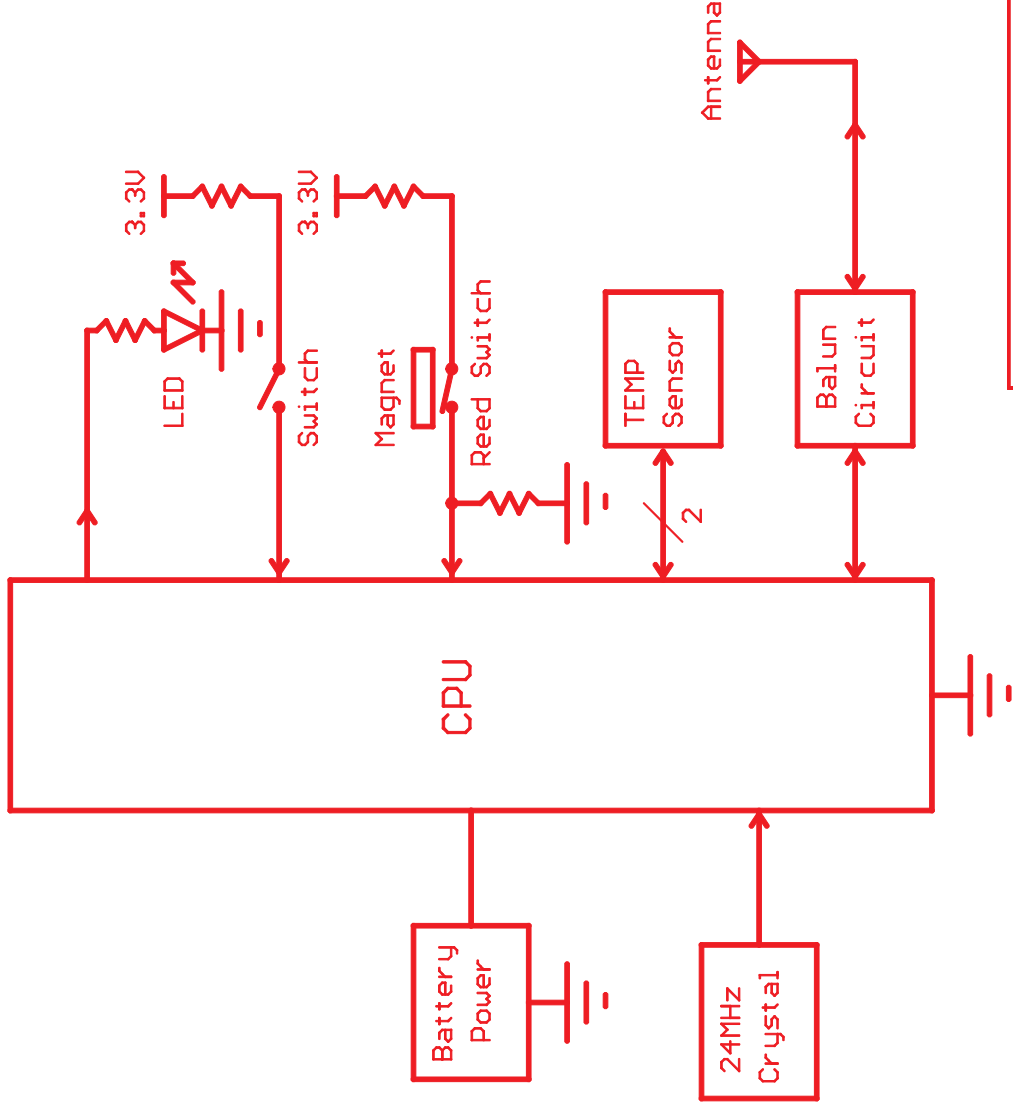 Battery
Power
24MHz
Crystal
CPU
LED
3.3V
Switch
3.3V
Magnet
Reed Switch
2
TEMP
Sensor
Balun
Circuit
Antenna